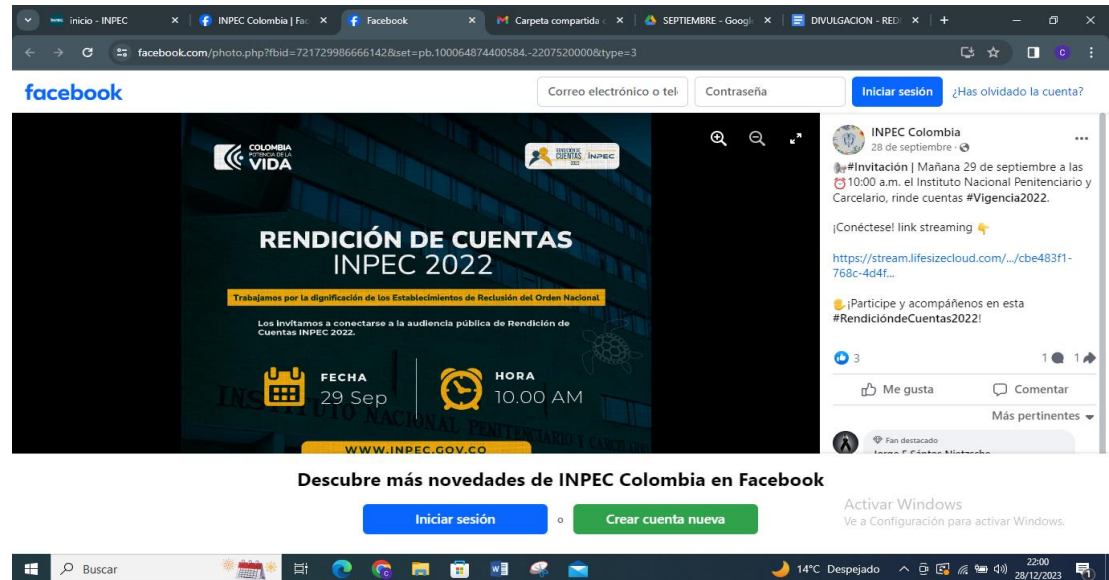 inicio - INPEC
INPEC Colombia | Fac
Facebook
Carpeta compartida
SEPTIEMBRE - Googl
DIVULGACION - RED
facebook.com/photo.php?fbid=721729986666142&set=pb.100064874400584.-2207520000&type=3
facebook
Correo electrónico o tel
Contraseña
Iniciar sesión
¿Has olvidado la cuenta?
COLOMBIA
POTENCIA DE LA
VIDA
RENDICIÓN DE
CUENTAS
2022
INPEC
RENDICIÓN DE CUENTAS
INPEC 2022
Trabajamos por la dignificación de los Establecimientos de Reclusión del Orden Nacional
Los invitamos a conectarse a la audiencia pública de Rendición de
Cuentas INPEC 2022.
FECHA
29 Sep
HORA
10.00 AM
INSTITUTO NACIONAL PENITENCIARIO Y CARCELARIO
WWW.INPEC.GOV.CO
INPEC Colombia
28 de septiembre
#Invitación | Mañana 29 de septiembre a las
10:00 a.m. el Instituto Nacional Penitenciario y
Carcelario, rinde cuentas #Vigencia2022.
¡Conéctese! link streaming
https://stream.lifesizecloud.com/.../cbe483f1-
768c-4d4f...
¡Participe y acompáñenos en esta
#RendicióndeCuentas2022!
3
1
1
Me gusta
Comentar
Más pertinentes
Fan destacado
Descubre más novedades de INPEC Colombia en Facebook
Iniciar sesión
o
Crear cuenta nueva
Activar Windows
Ve a Configuración para activar Windows.
Buscar
14°C Despejado
22:00
28/12/2023